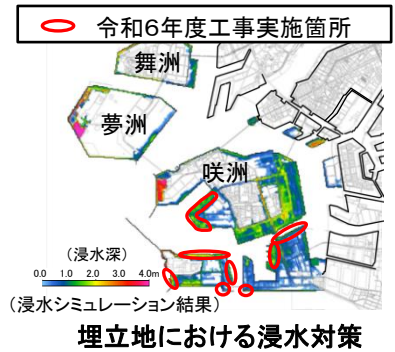 令和6年度工事実施箇所
舞洲
夢洲
咲洲
(浸水深)
0.0 1.0 2.0 3.0 4.0m
(浸水シミュレーション結果)
埋立地における浸水対策